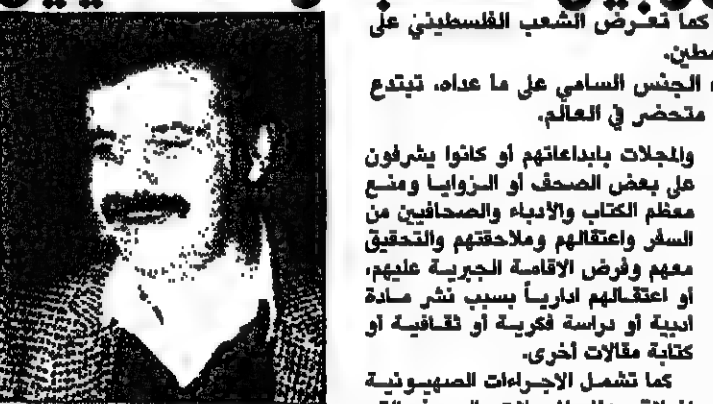 كما تعرض الشعب الفلسطيني على
الجنس السامي على ما عداه، تبتدع
متحضر في العالم.
والمجلات بابداعاتهم أو كانوا يشرفون
على بعض الصحف أو الزوايا ومنع
معظم الكتاب والأدباء والصحافيين من
السفر واعتقالهم وملاحقتهم والتحقيق
معهم وفرض الإقامة الجبرية عليهم،
أو اعتقالهم ادارياً بسبب نشر مادة
أدبية أو دراسة فكرية أو ثقافية أو
كتابة مقالات أخرى.
كما تشمل الاجراءات الصهيونية